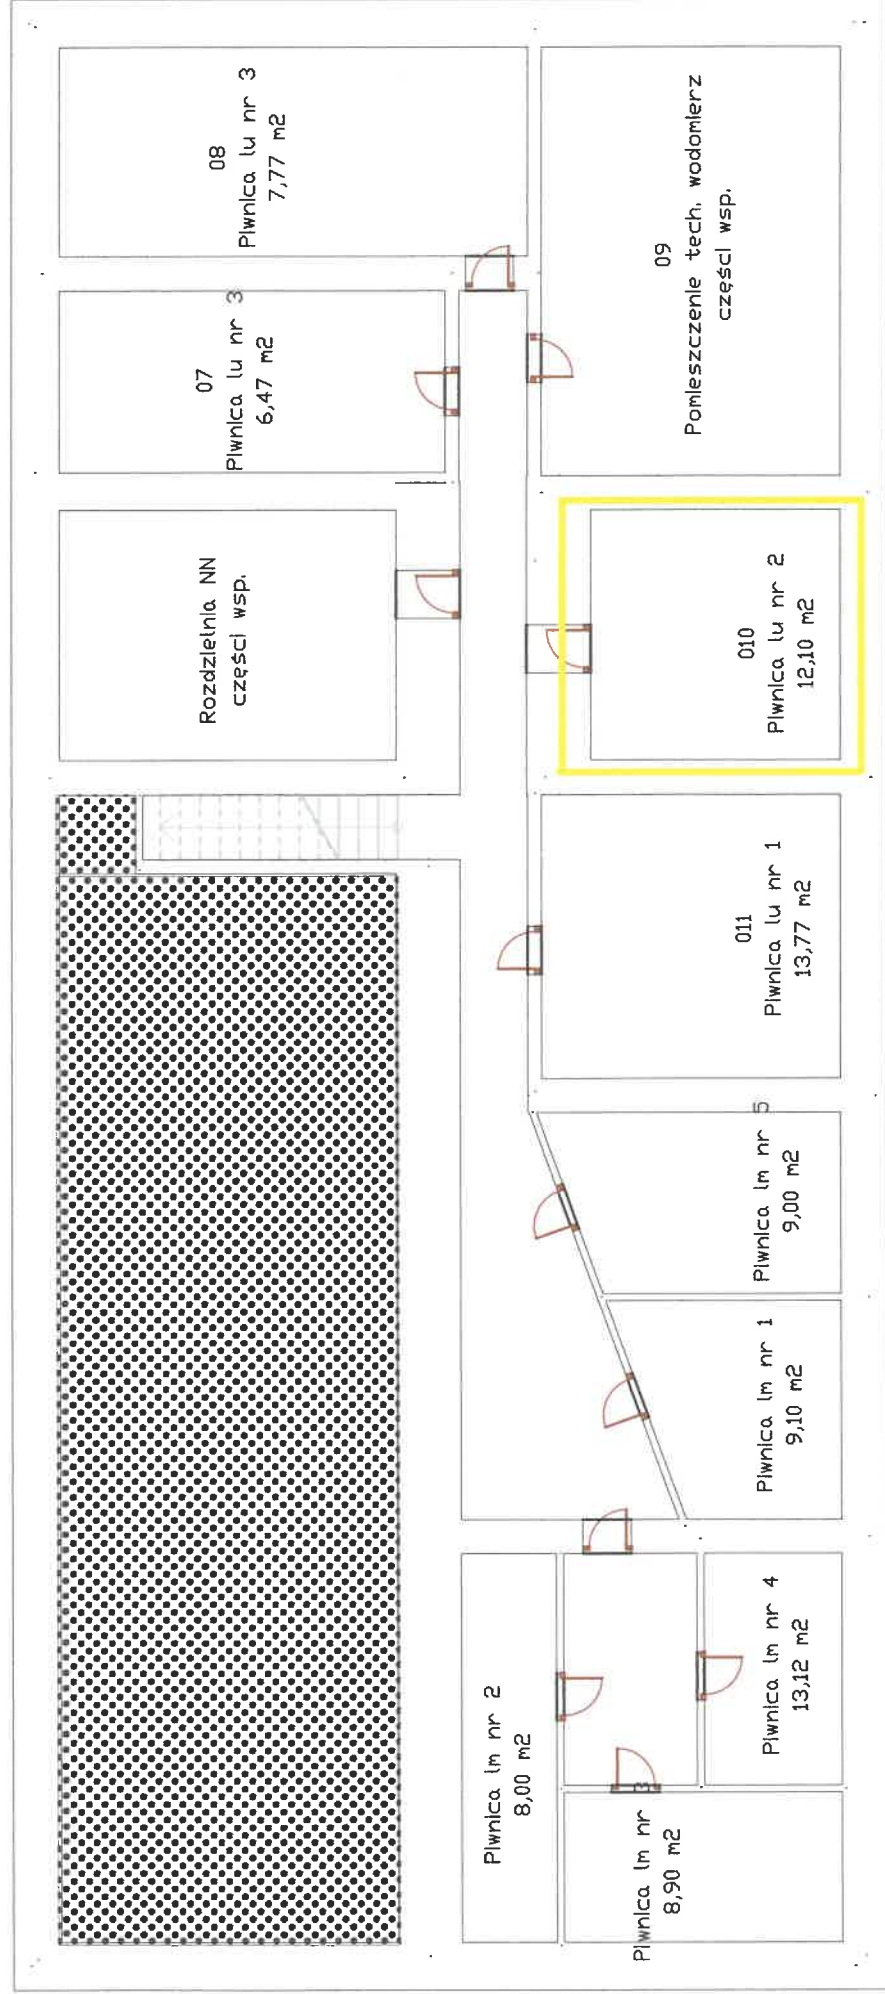 08
Piwnica lu nr 3
7,77 m2
07
Piwnica lu nr 3
6,47 m2
Rozdzielnia NN
części wsp.
09
Pomieszczenie tech. wodomierz
części wsp.
010
Piwnica lu nr 2
12,10 m2
011
Piwnica lu nr 1
13,77 m2
Piwnica lm nr 5
9,00 m2
Piwnica lm nr 1
9,10 m2
Piwnica lm nr 2
8,00 m2
Piwnica lm nr 4
13,12 m2
Piwnica lm nr 3
8,90 m2